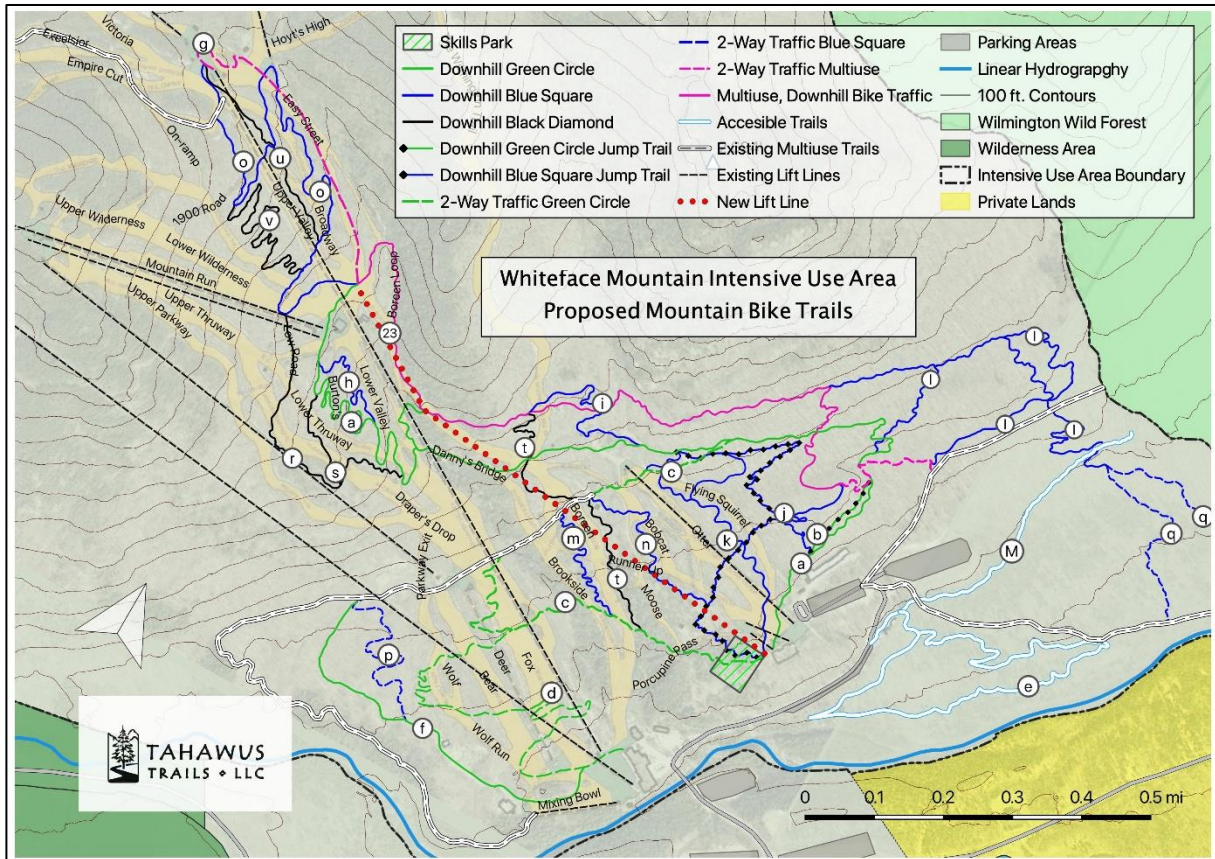 Skills Park
Downhill Green Circle
Downhill Blue Square
Downhill Black Diamond
Downhill Green Circle Jump Trail
Downhill Blue Square Jump Trail
2-Way Traffic Green Circle
2-Way Traffic Blue Square
2-Way Traffic Multiuse
Multiuse, Downhill Bike Traffic
Accesible Trails
Existing Multiuse Trails
Existing Lift Lines
New Lift Line
Parking Areas
Linear Hydrograpghy
100 ft. Contours
Wilmington Wild Forest
Wilderness Area
Intensive Use Area Boundary
Private Lands
Whiteface Mountain Intensive Use Area
Proposed Mountain Bike Trails
Victoria
Excelsior
Empire Cut
On-ramp
Hoyt's High
Easy Street
g
o
u
o
v
1900 Road
Upper Valley
Broadway
Upper Wilderness
Lower Wilderness
Mountain Run
Upper Thruway
Upper Parkway
Low Road
Boreen Loop
23
h
Burton's
a
Lower Valley
Lower Thruway
r
s
Danny's Bridge
Draper's Drop
Parkway Exit
i
t
c
Flying Squirrel
Otter
j
b
k
a
Boreen
Bobcat
m
n
Runner Up
t
Brookside
Moose
c
Porcupine Pass
l
l
l
l
q
q
M
e
p
f
Wolf
Deer
Bear
Fox
d
Wolf Run
Mixing Bowl
TAHAWUS
TRAILS LLC
0 0.1 0.2 0.3 0.4 0.5 mi